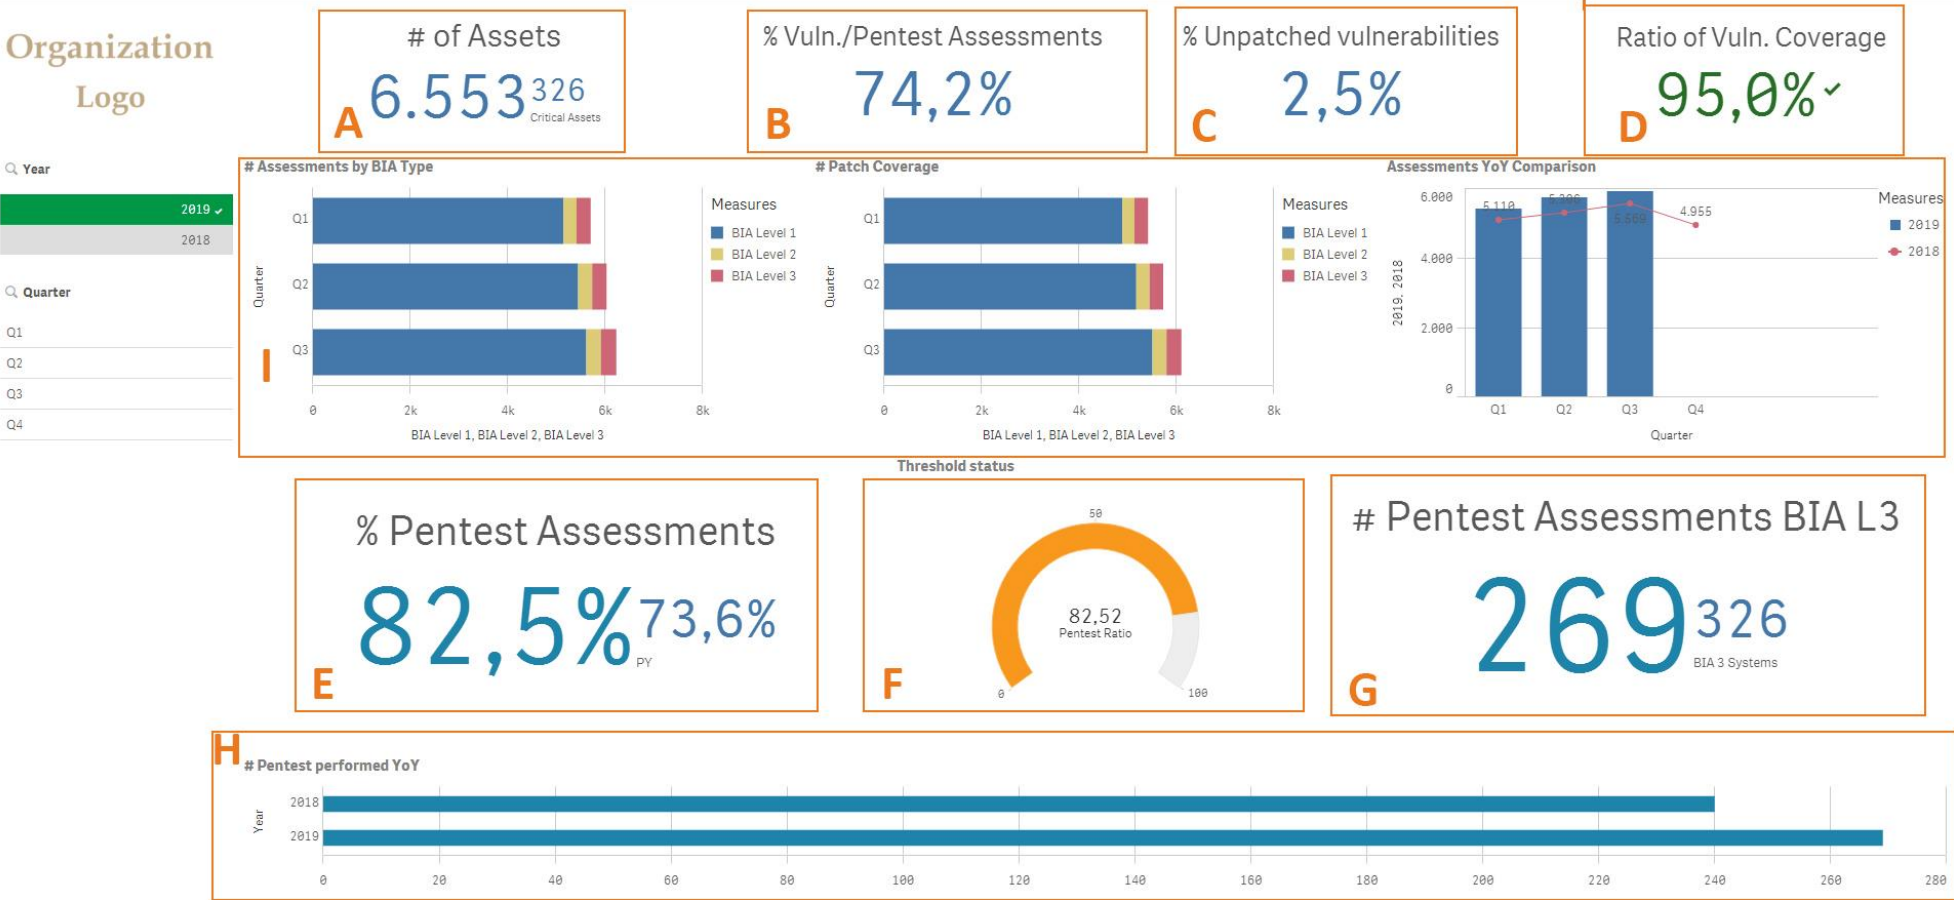 Organization
Logo
# of Assets
6.553 326
Critical Assets
A
% Vuln./Pentest Assessments
74,2%
B
% Unpatched vulnerabilities
2,5%
C
Ratio of Vuln. Coverage
95,0%
D
Year
2019
2018
Quarter
Q1
Q2
Q3
Q4
I
# Assessments by BIA Type
Quarter
Q1
Q2
Q3
0 2k 4k 6k 8k
BIA Level 1, BIA Level 2, BIA Level 3
Measures
BIA Level 1
BIA Level 2
BIA Level 3
# Patch Coverage
Quarter
Q1
Q2
Q3
0 2k 4k 6k 8k
BIA Level 1, BIA Level 2, BIA Level 3
Measures
BIA Level 1
BIA Level 2
BIA Level 3
Assessments YoY Comparison
2019, 2018
6.000
4.000
2.000
0
5.110
4.955
Q1 Q2 Q3 Q4
Quarter
Measures
2019
2018
Threshold status
% Pentest Assessments
82,5% 73,6%
PY
E
50
82,52
Pentest Ratio
0 100
F
# Pentest Assessments BIA L3
269 326
BIA 3 Systems
G
H
# Pentest performed YoY
Year
2018
2019
0 20 40 60 80 100 120 140 160 180 200 220 240 260 280